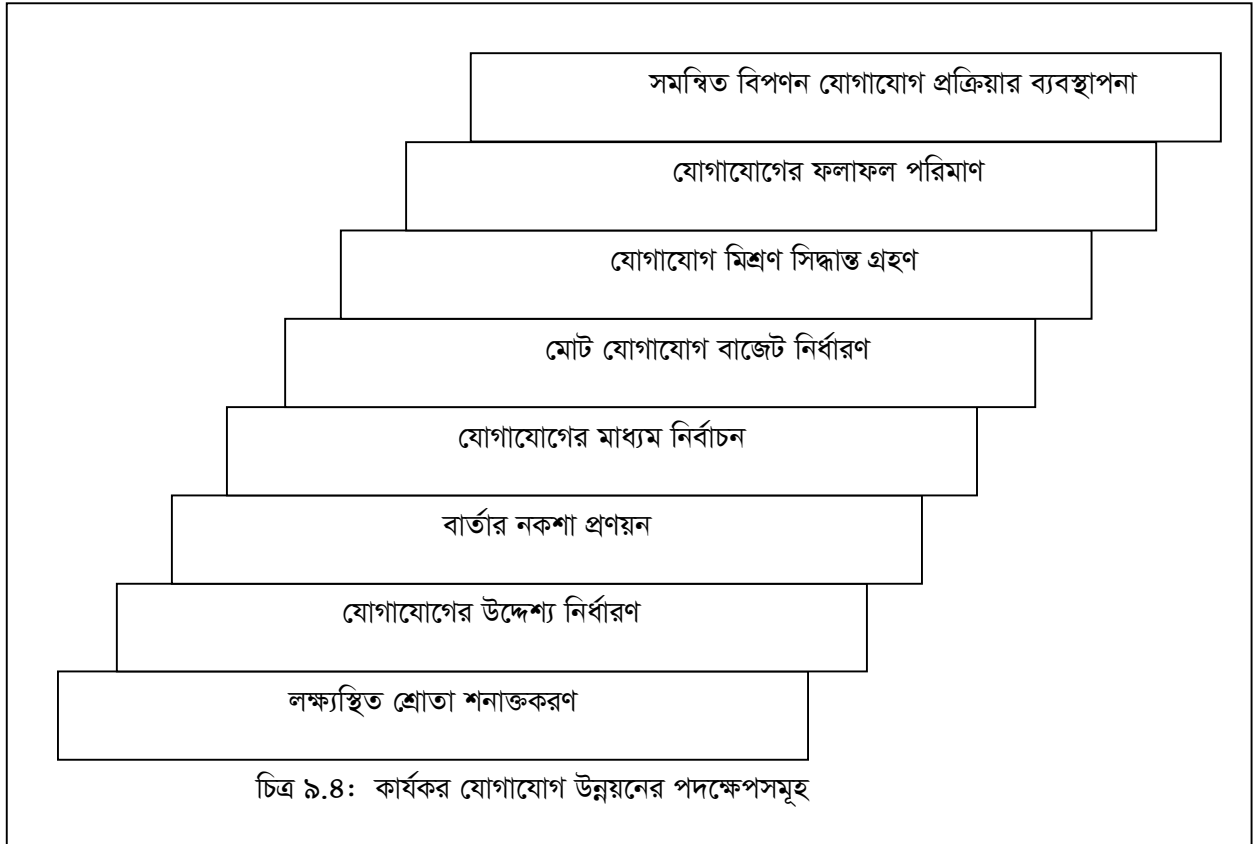 সমন্বিত বিপণন যোগাযোগ প্রক্রিয়ার ব্যবস্থাপনা
যোগাযোগের ফলাফল পরিমাণ
যোগাযোগ মিশ্রণ সিদ্ধান্ত গ্রহণ
মোট যোগাযোগ বাজেট নির্ধারণ
যোগাযোগের মাধ্যম নির্বাচন
বার্তার নকশা প্রণয়ন
যোগাযোগের উদ্দেশ্য নির্ধারণ
লক্ষ্যস্থিত শ্রোতা শনাক্তকরণ
চিত্র ৯.৪: কার্যকর যোগাযোগ উন্নয়নের পদক্ষেপসমূহ